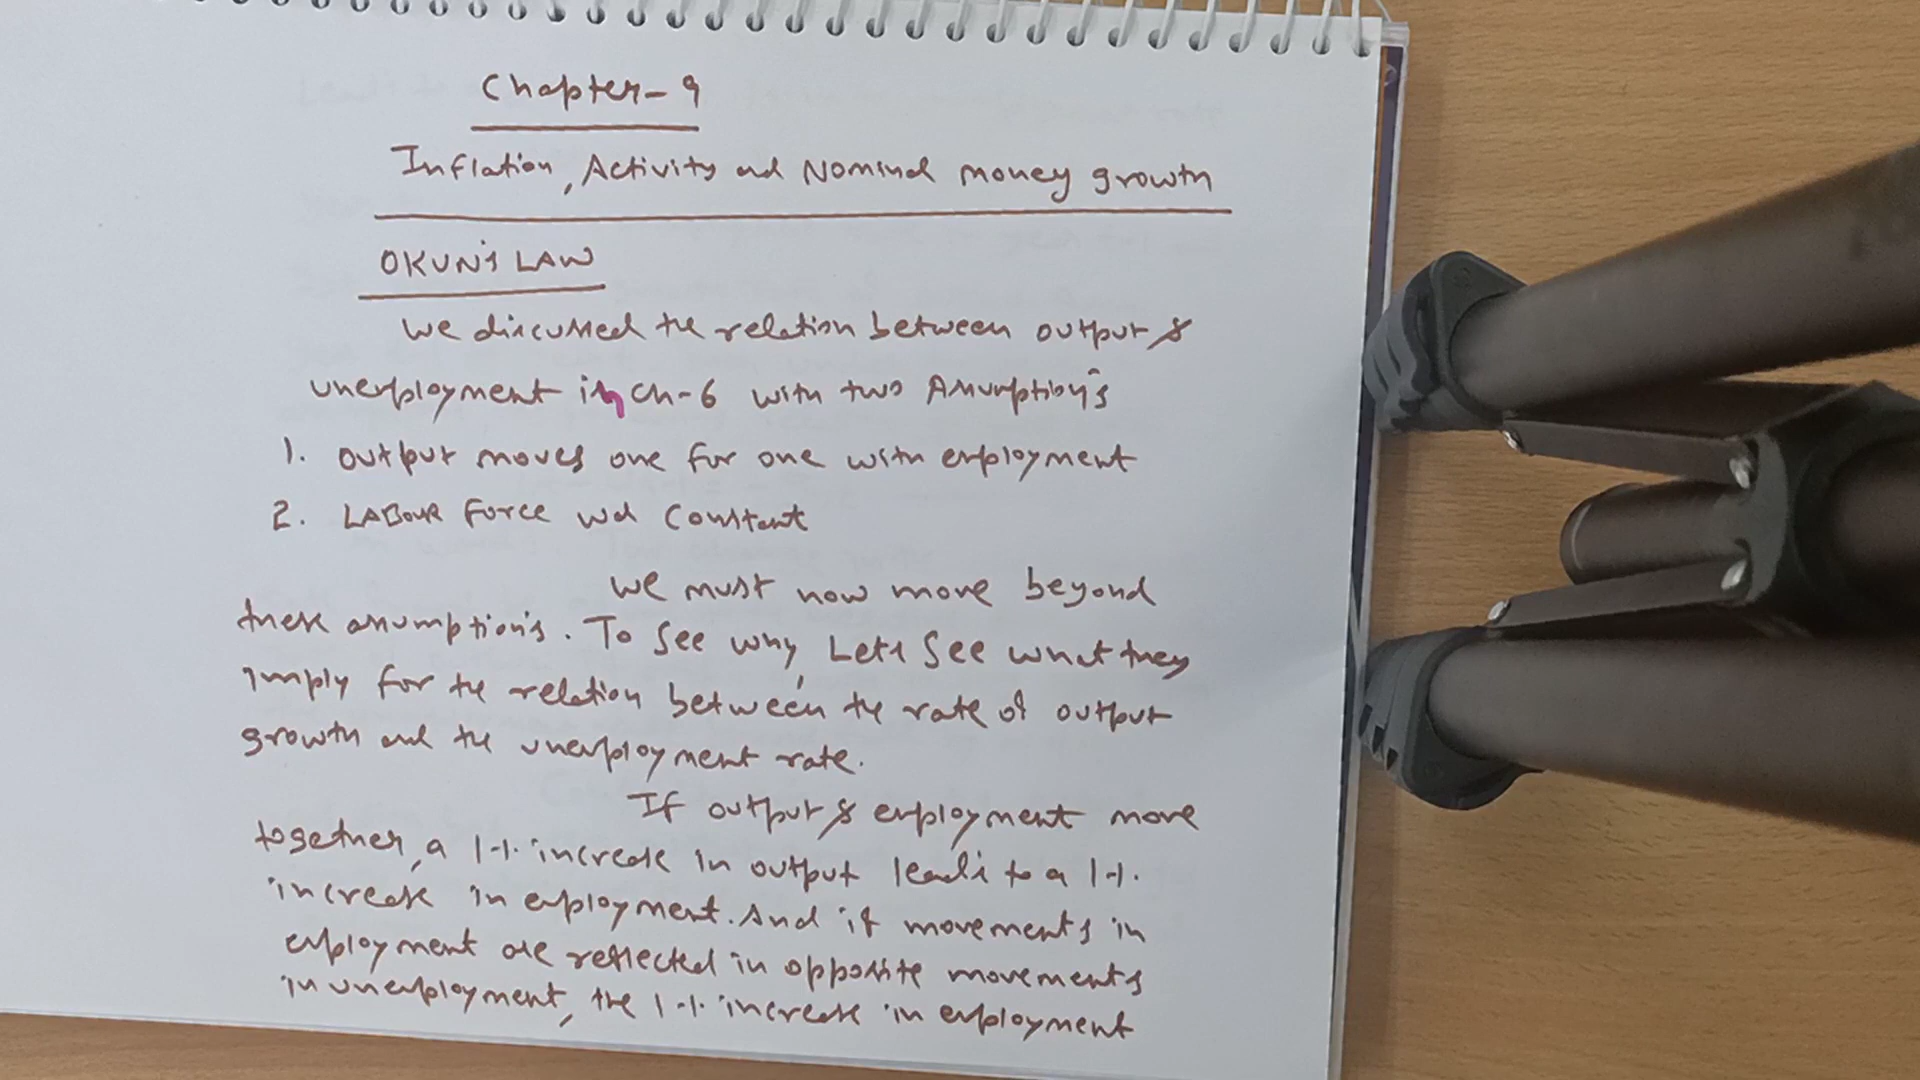 Chapter-9
Inflation, Activity and Nominal money growth
OKUN'S LAW
we discussed the relation between output &
unemployment in Ch-6 with two Assumption's
1. output moves one for one with employment
2. LABOUR Force was Constant
we must now move beyond
these assumption's. To See why, Lets See what they
imply for the relation between the rate of output
growth and the unemployment rate.
If output & employment move
together, a 1% increase in output leads to a 1%
increase in employment. And if movements in
employment are reflected in opposite movements
in unemployment, the 1% increase in employment